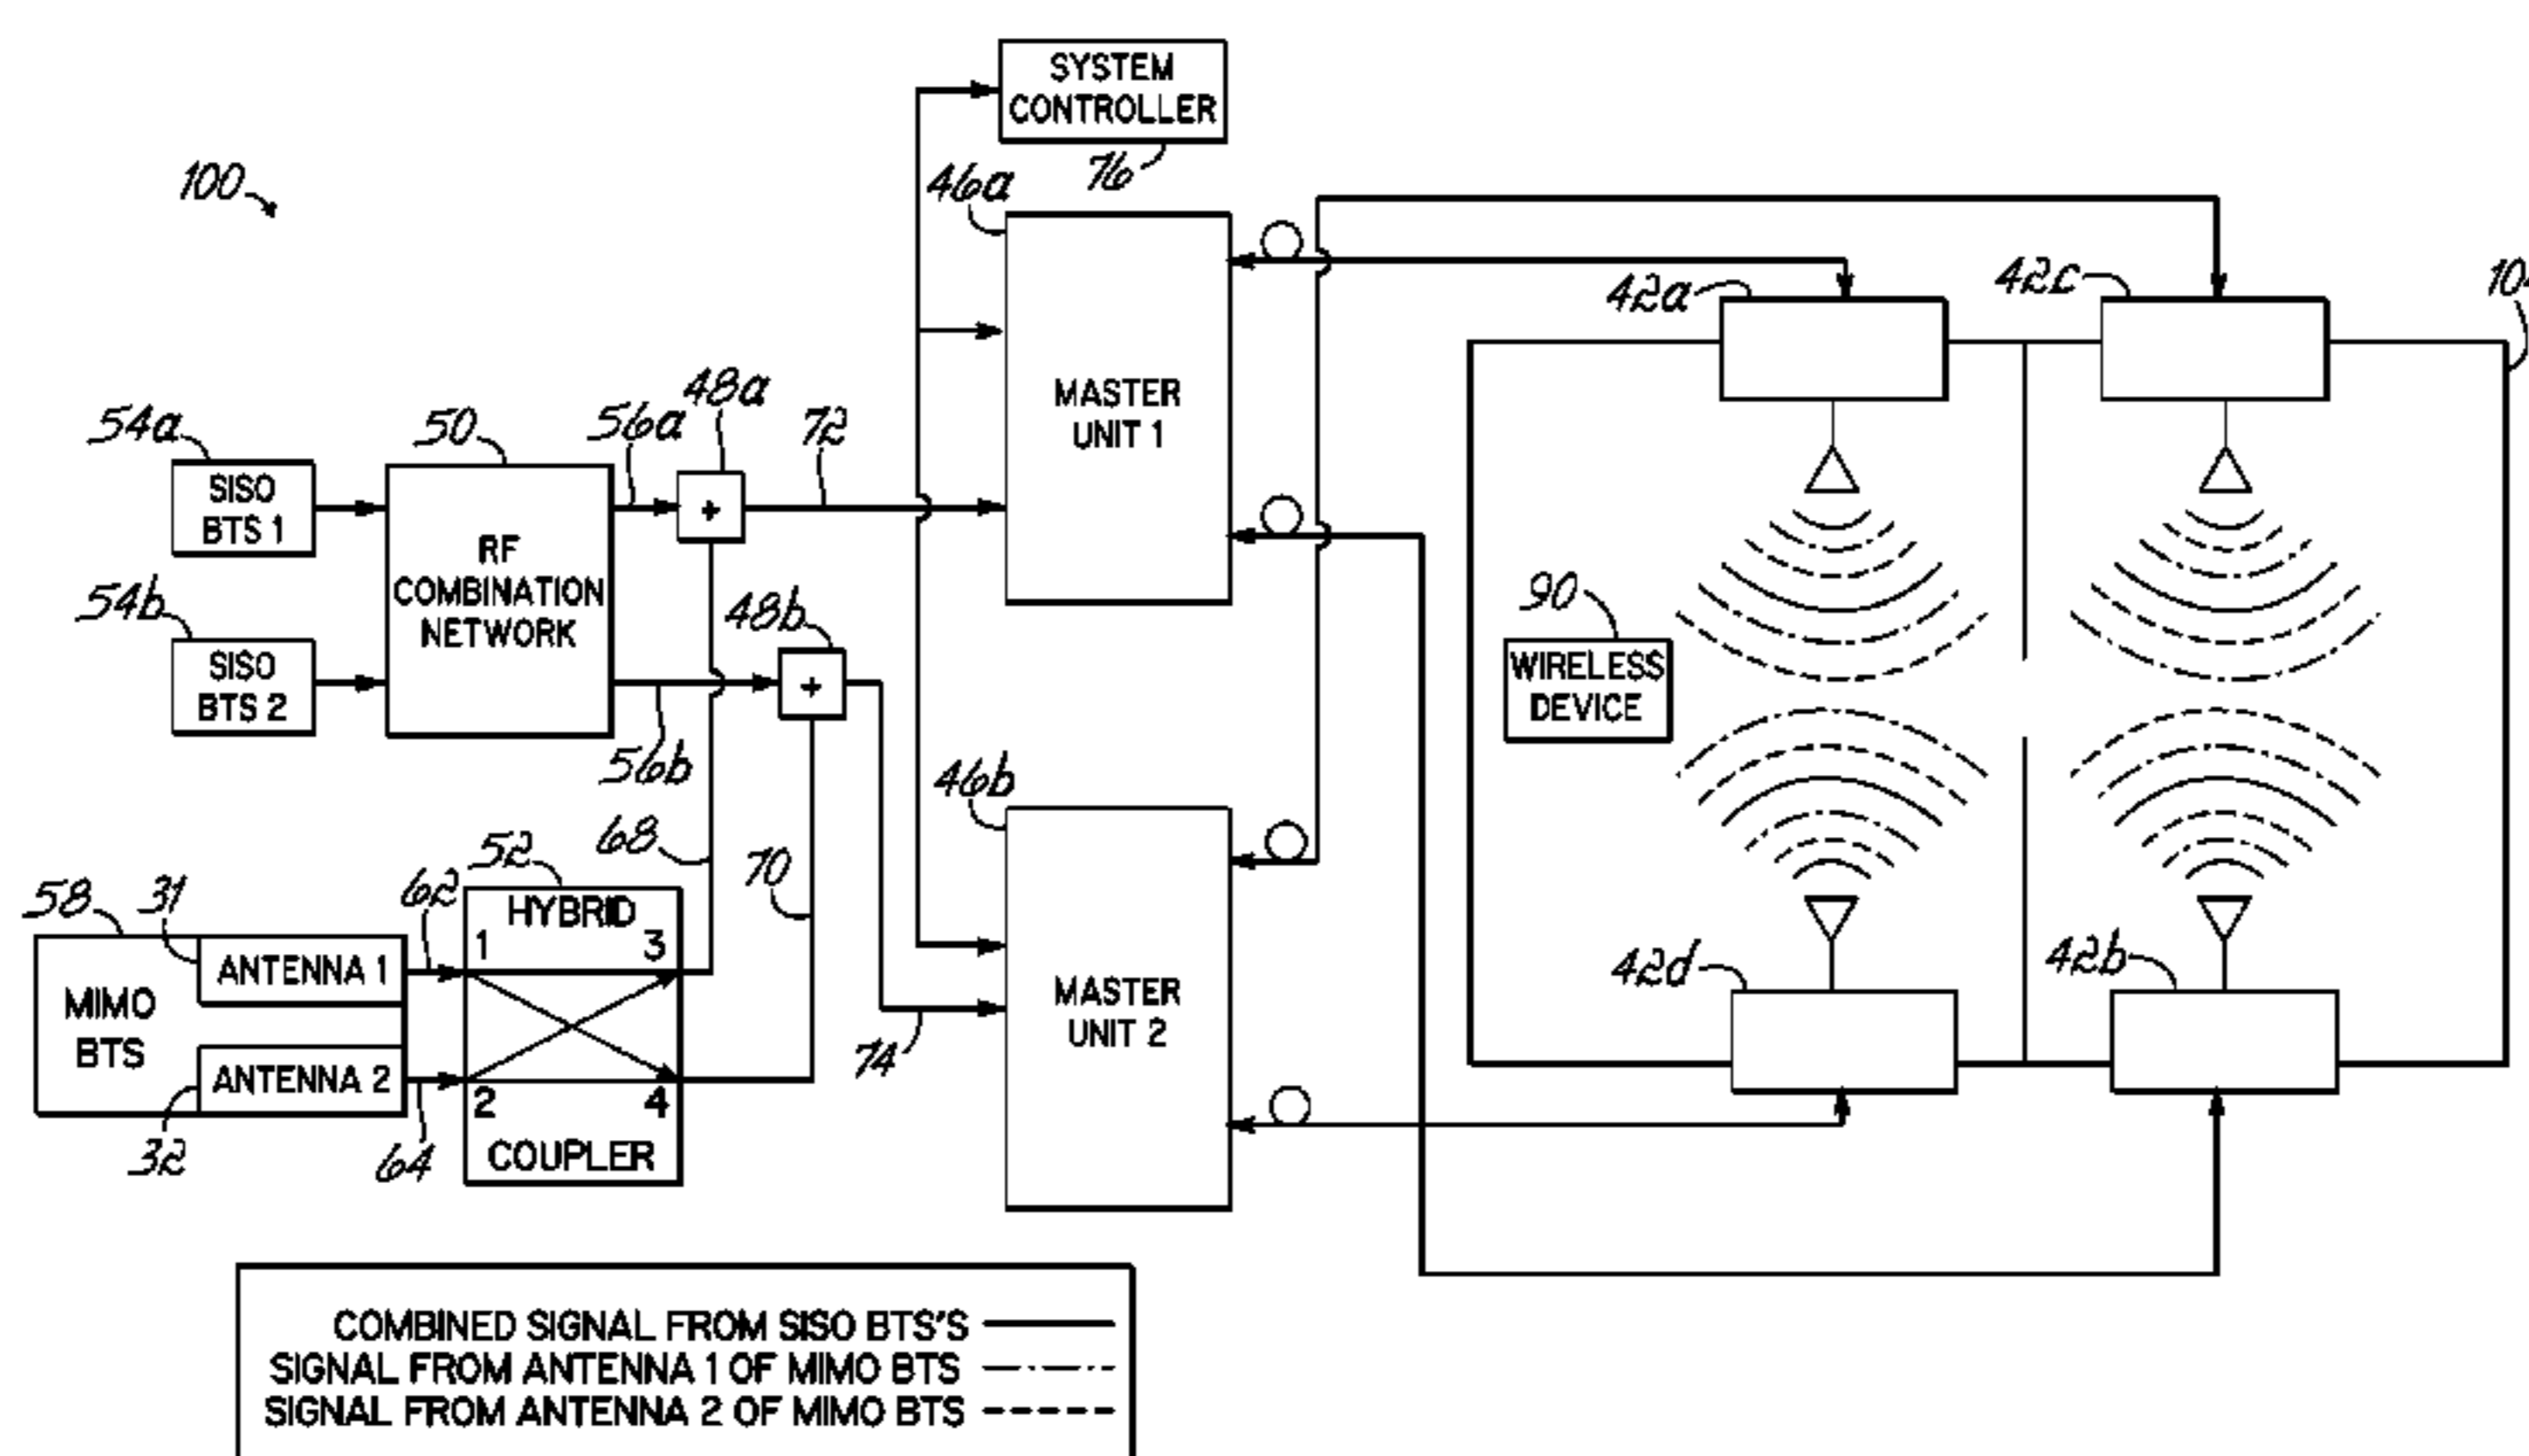 SYSTEM
CONTROLLER
76
100
46a
MASTER
UNIT 1
42a
42c
54a
SISO
BTS 1
50
RF
COMBINATION
NETWORK
56a
48a
+
72
54b
SISO
BTS 2
56b
48b
+
90
WIRELESS
DEVICE
46b
MASTER
UNIT 2
74
58
MIMO
BTS
31
ANTENNA 1
ANTENNA 2
32
62
64
52
HYBRID
1 3
2 4
COUPLER
68
70
42d
42b
COMBINED SIGNAL FROM SISO BTS'S
SIGNAL FROM ANTENNA 1 OF MIMO BTS
SIGNAL FROM ANTENNA 2 OF MIMO BTS